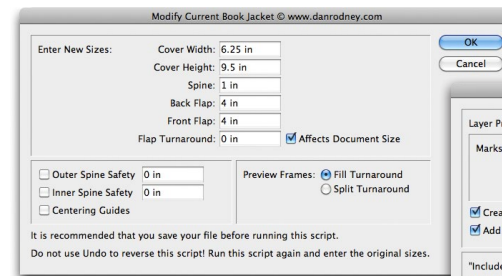 Modify Current Book Jacket © www.danrodney.com
Enter New Sizes:
Cover Width: 6.25 in
Cover Height: 9.5 in
Spine: 1 in
Back Flap: 4 in
Front Flap: 4 in
Flap Turnaround: 0 in
Affects Document Size
Outer Spine Safety 0 in
Inner Spine Safety 0 in
Centering Guides
Preview Frames: Fill Turnaround
Split Turnaround
It is recommended that you save your file before running this script.
Do not use Undo to reverse this script! Run this script again and enter the original sizes.
OK
Cancel
Layer
Marks
Add
"Include